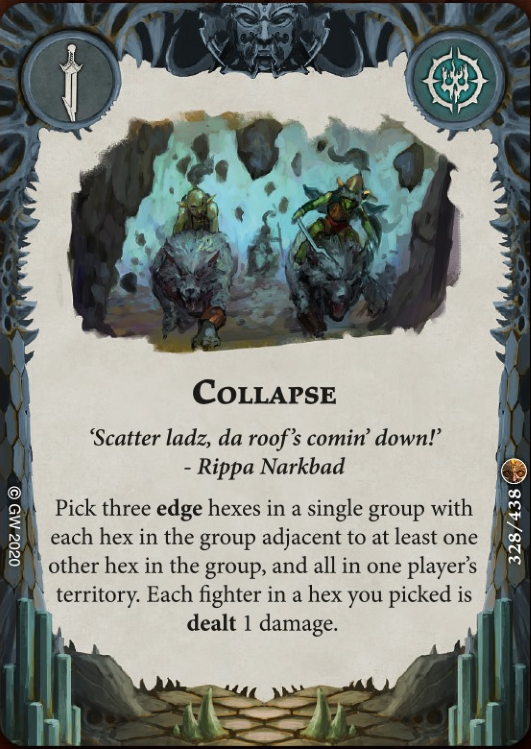 Collapse
‘Scatter ladz, da roof’s comin’ down!’
- Rippa Narkbad
Pick three edge hexes in a single group with
each hex in the group adjacent to at least one
other hex in the group, and all in one player’s
territory. Each fighter in a hex you picked is
dealt 1 damage.
© GW 2020
328/438